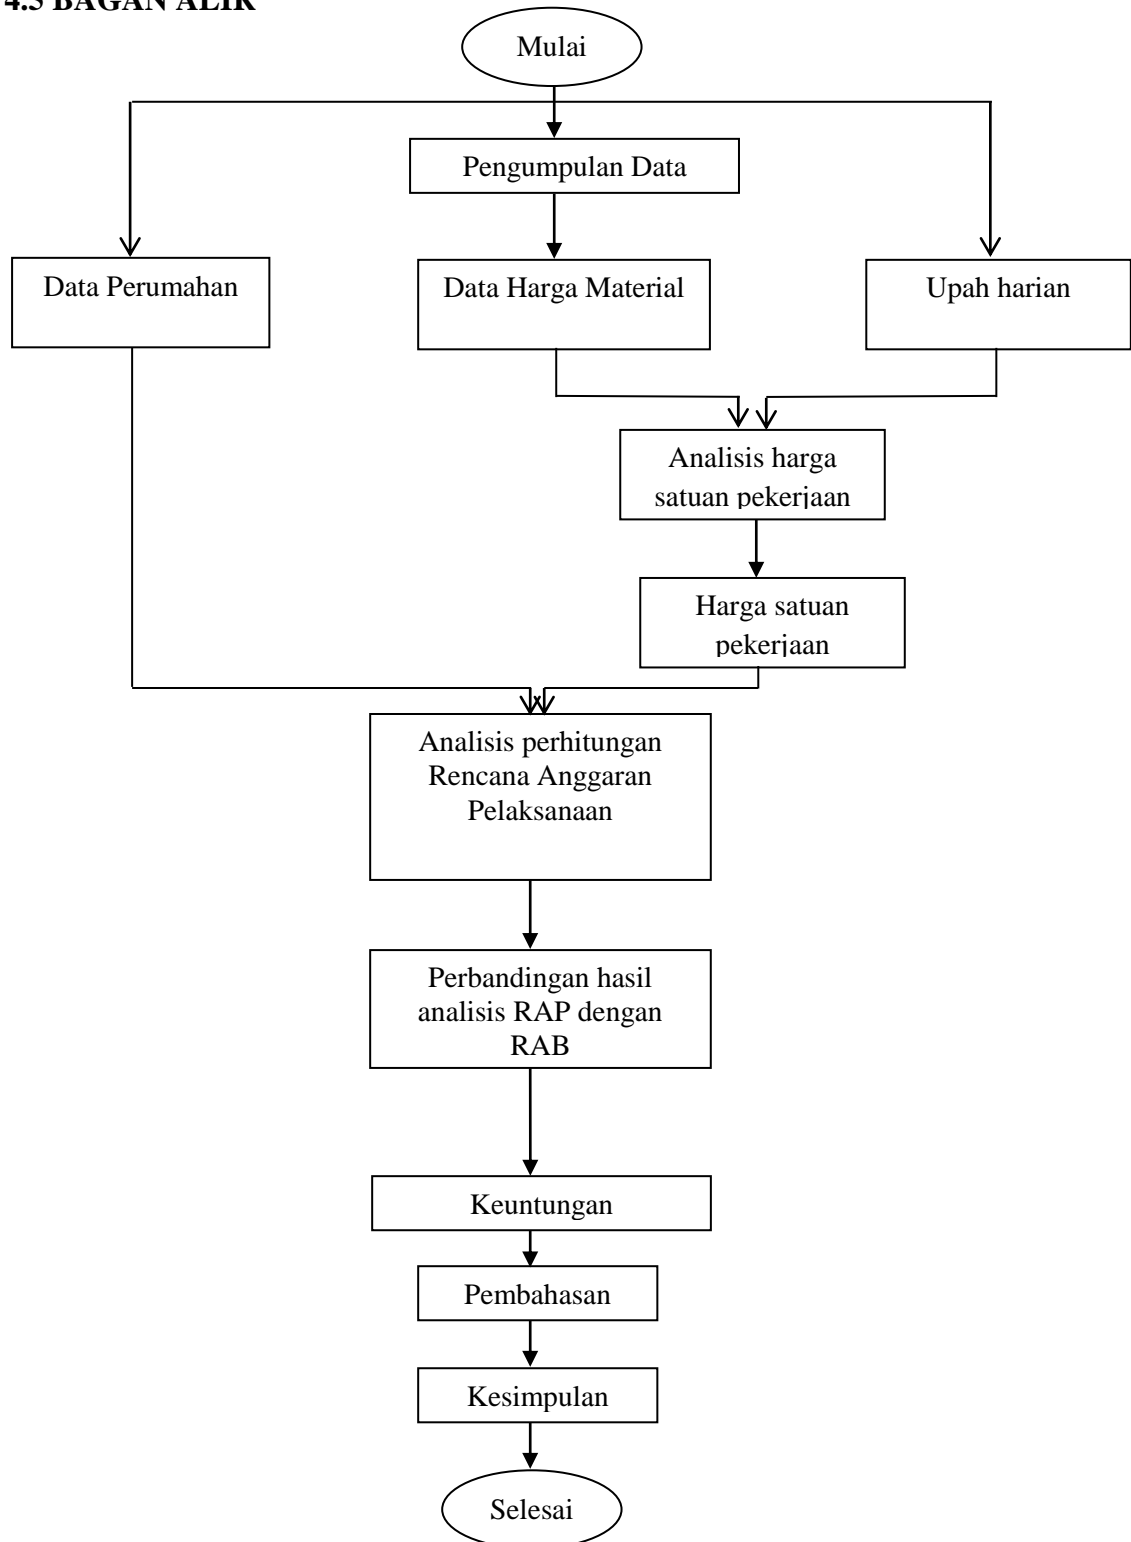 4.5 BAGAN ALIR
Mulai
Pengumpulan Data
Data Perumahan
Data Harga Material
Upah harian
Analisis harga
satuan pekerjaan
Harga satuan
pekerjaan
Analisis perhitungan
Rencana Anggaran
Pelaksanaan
Perbandingan hasil
analisis RAP dengan
RAB
Keuntungan
Pembahasan
Kesimpulan
Selesai